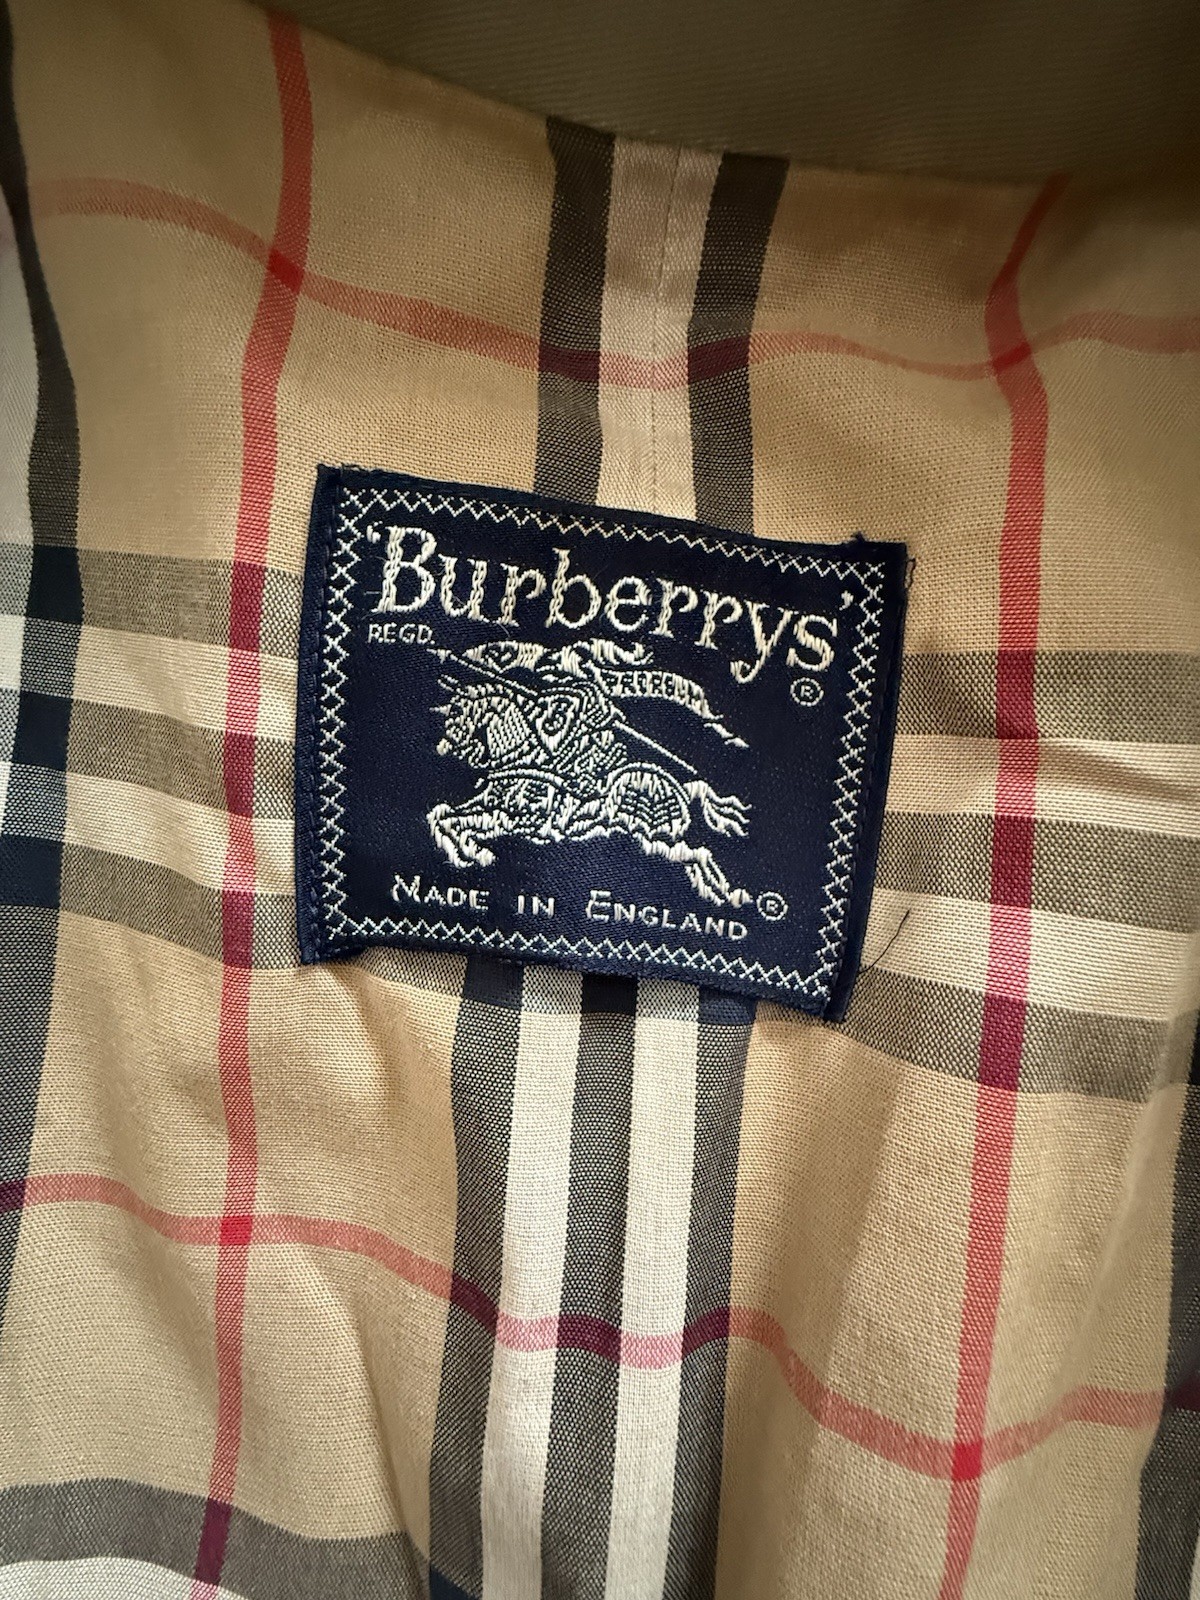 'Burberrys'
REGD.
®
MADE IN ENGLAND ®